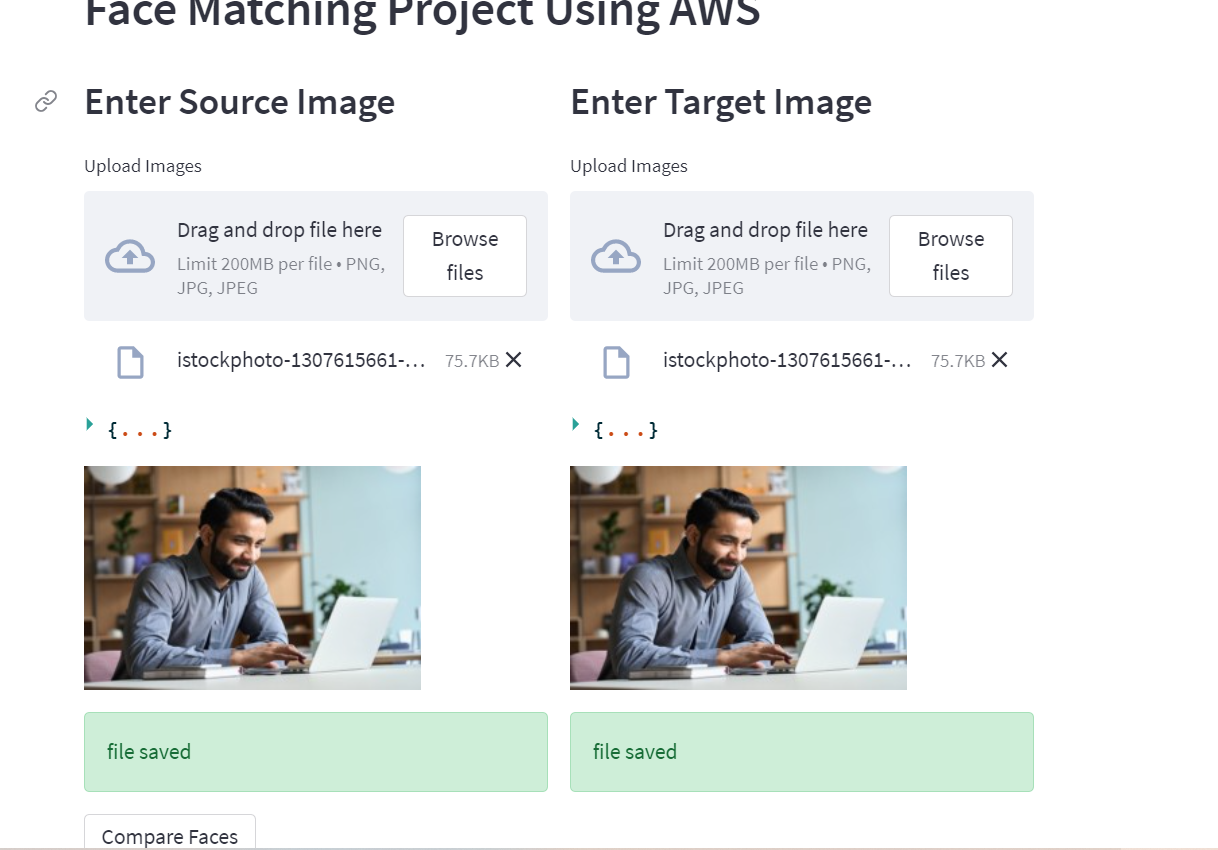 Face Matching Project Using AWS
Enter Source Image
Enter Target Image
Upload Images
Upload Images
Drag and drop file here
Limit 200MB per file • PNG,
JPG, JPEG
Browse
files
Drag and drop file here
Limit 200MB per file • PNG,
JPG, JPEG
Browse
files
istockphoto-1307615661-... 75.7KB
istockphoto-1307615661-... 75.7KB
{...}
{...}
file saved
file saved
Compare Faces